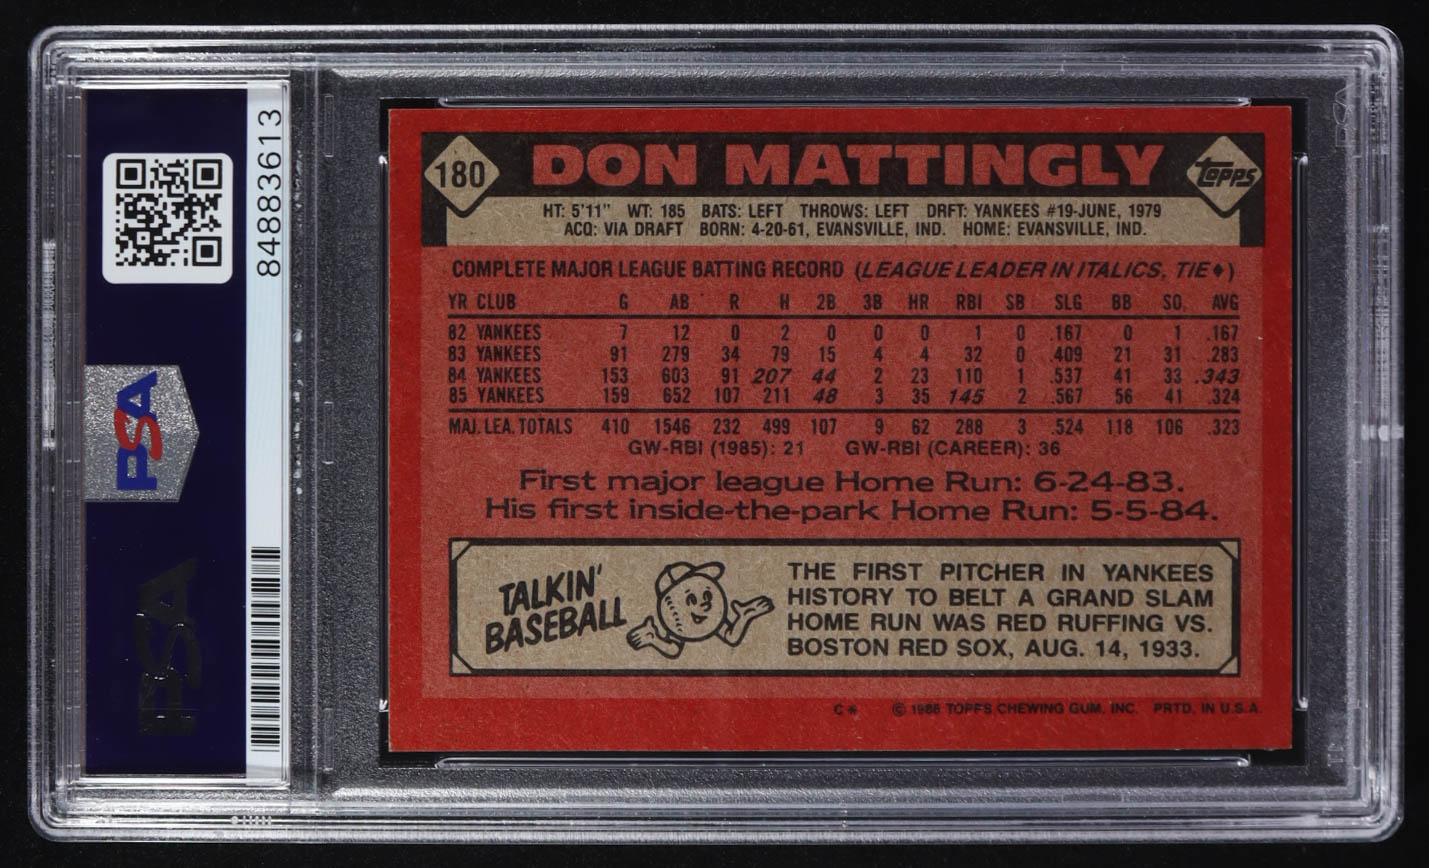 84883613
PSA
PSA
180 DON MATTINGLY Topps
HT: 5'11" WT: 185 BATS: LEFT THROWS: LEFT DRFT: YANKEES #19-JUNE, 1979
ACQ: VIA DRAFT BORN: 4-20-61, EVANSVILLE, IND. HOME: EVANSVILLE, IND.
COMPLETE MAJOR LEAGUE BATTING RECORD (LEAGUE LEADER IN ITALICS, TIE♦)
YR CLUB G AB R H 2B 3B HR RBI SB SLG BB SO. AVG
82 YANKEES 7 12 0 2 0 0 0 1 0 .167 0 1 .167
83 YANKEES 91 279 34 79 15 4 4 32 0 .409 21 31 .283
84 YANKEES 153 603 91 207 44 2 23 110 1 .537 41 33 .343
85 YANKEES 159 652 107 211 48 3 35 145 2 .567 56 41 .324
MAJ. LEA. TOTALS 410 1546 232 499 107 9 62 288 3 .524 118 106 .323
GW-RBI (1985): 21 GW-RBI (CAREER): 36
First major league Home Run: 6-24-83.
His first inside-the-park Home Run: 5-5-84.
TALKIN'
BASEBALL
THE FIRST PITCHER IN YANKEES
HISTORY TO BELT A GRAND SLAM
HOME RUN WAS RED RUFFING VS.
BOSTON RED SOX, AUG. 14, 1933.
C* © 1986 TOPPS CHEWING GUM, INC. PRTD. IN U.S.A.